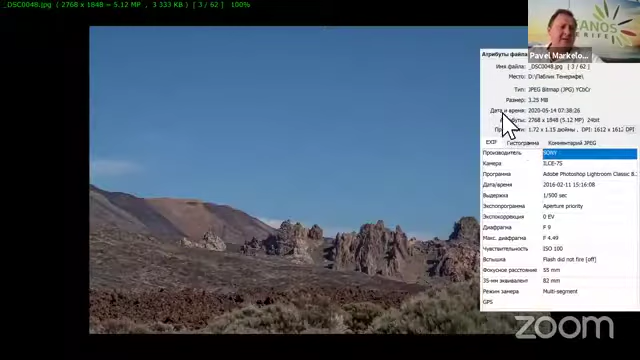 _DSC0048.jpg ( 2768 x 1848 = 5.12 MP , 3 333 KB ) [ 3 / 62 ] 100%
ANOS
TENERIFE
Pavel Markelo...
Атрибуты файла
Имя файла: _DSC0048.jpg [ 3 / 62 ]
Место: D:\Паблик Тенерифе\
Тип: JPEG Bitmap (JPG) YCbCr
Размер: 3.25 MB
Дата и время: 2020-05-14 07:38:26
2768 x 1848 (5.12 MP) 24bit
1.72 x 1.15 дюймы , DPI: 1612 x 1612 DPI
EXIF Гистограмма Комментарий JPEG
Производитель SONY
Камера ILCE-7S
Программа Adobe Photoshop Lightroom Classic 8...
Дата/время 2016-02-11 15:16:08
Выдержка 1/500 sec
Экспопрограмма Aperture priority
Экспокоррекция 0 EV
Диафрагма F 9
Макс. диафрагма F 4.49
Чувствительность ISO 100
Вспышка Flash did not fire [off]
Фокусное расстояние 55 mm
35-мм эквивалент 82 mm
Режим замера Multi-segment
GPS
zoom